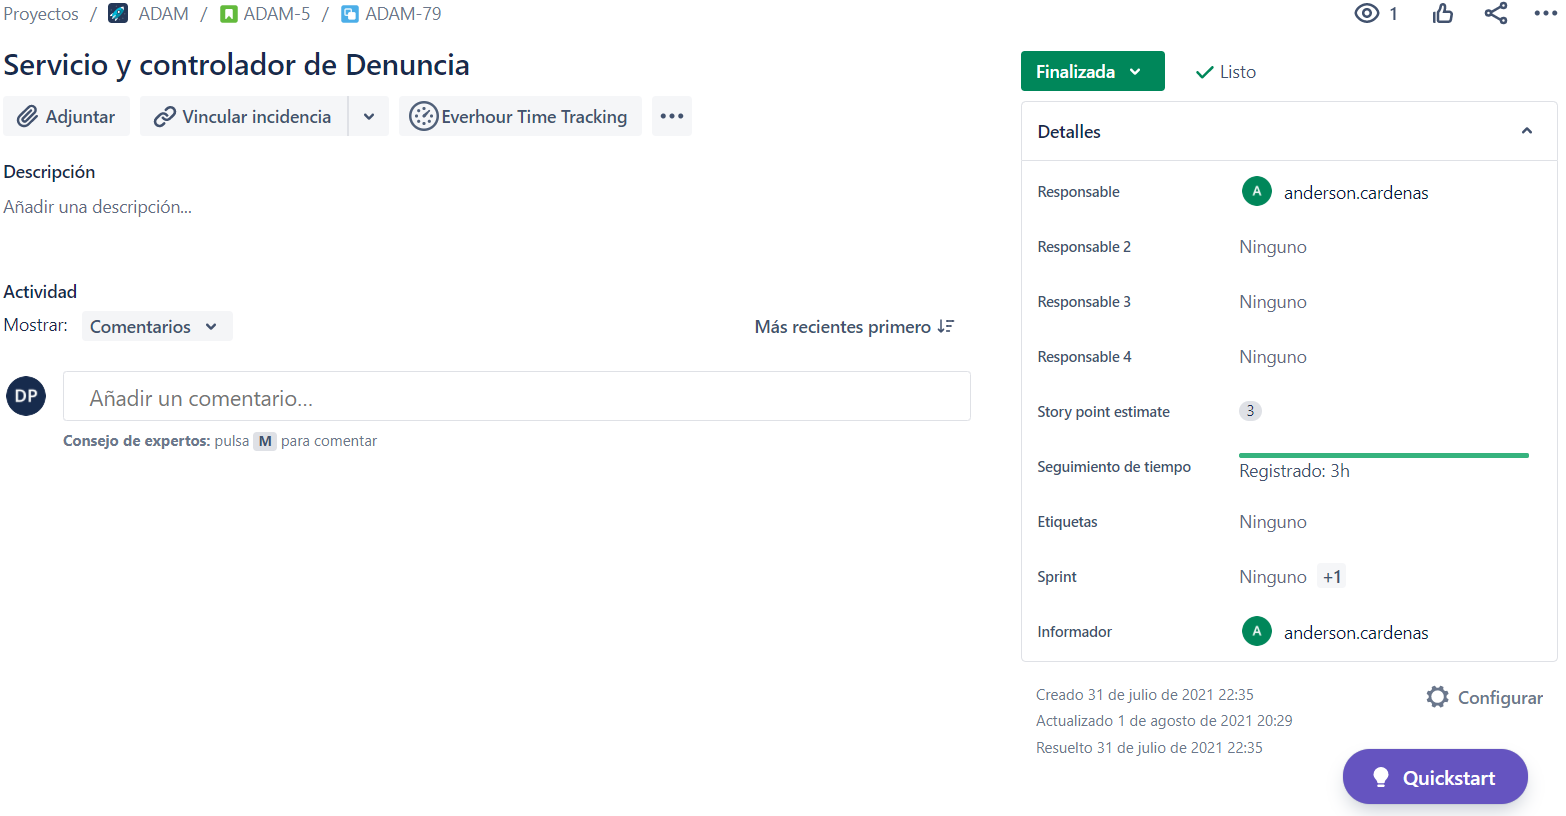 Proyectos / ADAM / ADAM-5 / ADAM-79
1
Servicio y controlador de Denuncia
Adjuntar
Vincular incidencia
Everhour Time Tracking
Descripción
Añadir una descripción...
Actividad
Mostrar: Comentarios
Más recientes primero
DP
Añadir un comentario...
Consejo de expertos: pulsa M para comentar
Finalizada
Listo
Detalles
Responsable
A anderson.cardenas
Responsable 2
Ninguno
Responsable 3
Ninguno
Responsable 4
Ninguno
Story point estimate
3
Seguimiento de tiempo
Registrado: 3h
Etiquetas
Ninguno
Sprint
Ninguno +1
Informador
A anderson.cardenas
Creado 31 de julio de 2021 22:35
Actualizado 1 de agosto de 2021 20:29
Resuelto 31 de julio de 2021 22:35
Configurar
Quickstart